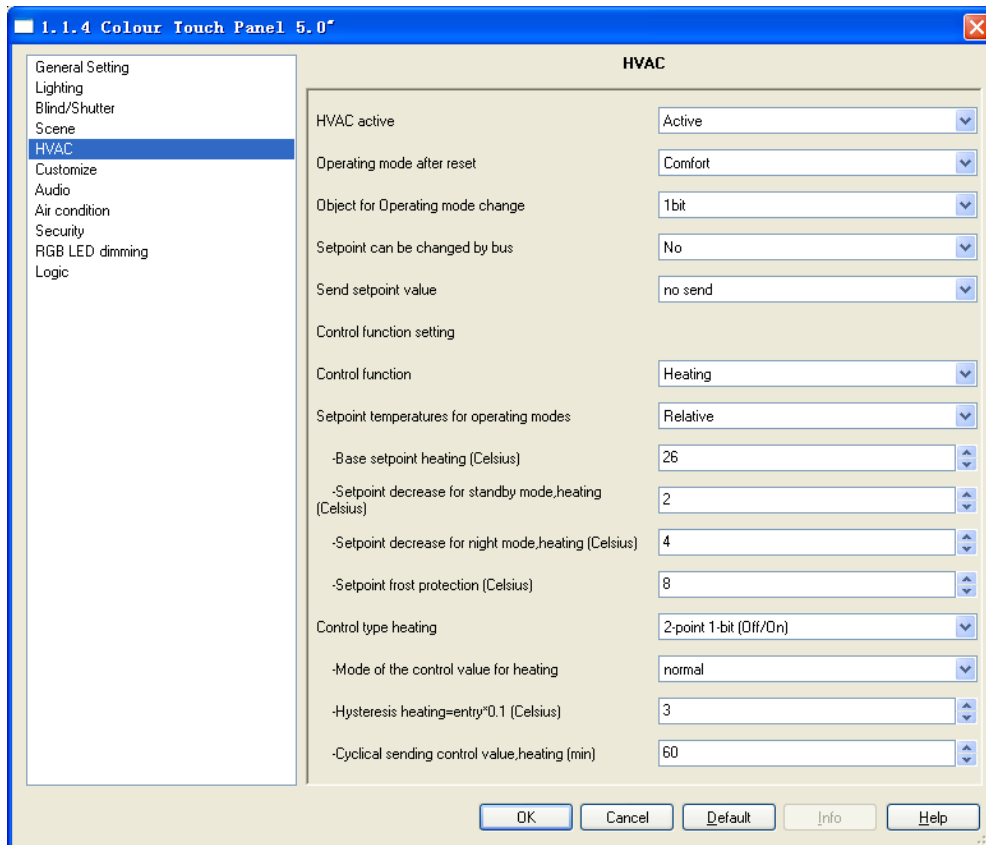 1.1.4 Colour Touch Panel 5.0"
General Setting
Lighting
Blind/Shutter
Scene
HVAC
Customize
Audio
Air condition
Security
RGB LED dimming
Logic
HVAC
HVAC active Active
Operating mode after reset Comfort
Object for Operating mode change 1bit
Setpoint can be changed by bus No
Send setpoint value no send
Control function setting
Control function Heating
Setpoint temperatures for operating modes Relative
-Base setpoint heating (Celsius) 26
-Setpoint decrease for standby mode,heating
(Celsius) 2
-Setpoint decrease for night mode,heating (Celsius) 4
-Setpoint frost protection (Celsius) 8
Control type heating 2-point 1-bit (Off/On)
-Mode of the control value for heating normal
-Hysteresis heating=entry*0.1 (Celsius) 3
-Cyclical sending control value,heating (min) 60
OK Cancel Default Info Help